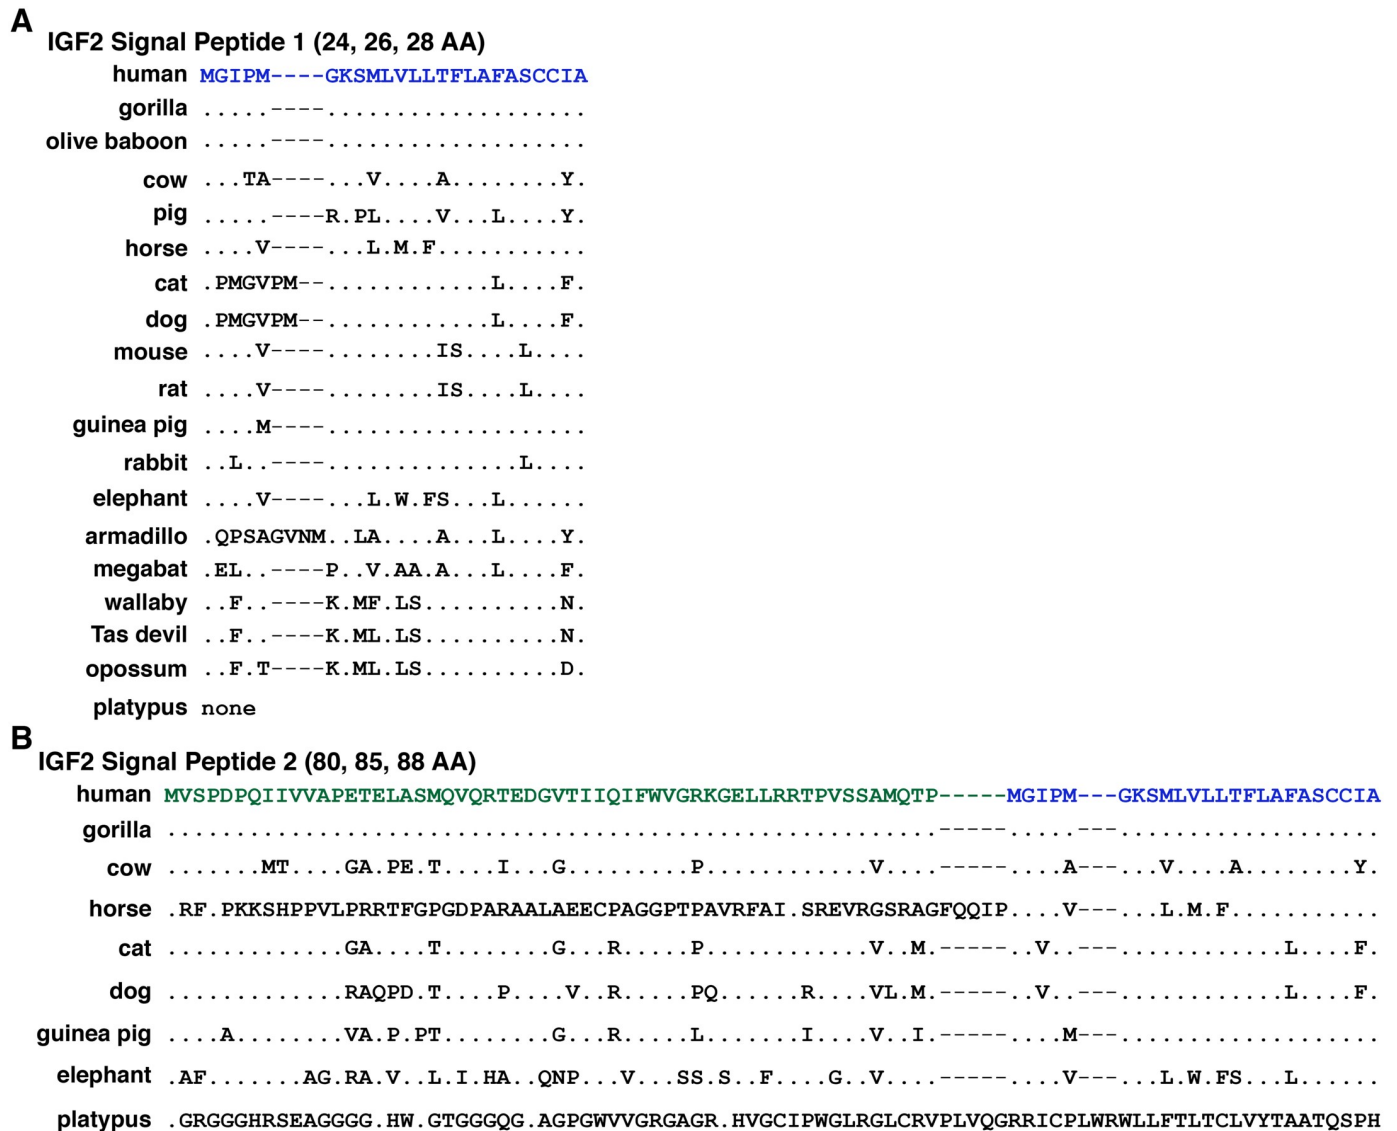 A
IGF2 Signal Peptide 1 (24, 26, 28 AA)
human MGIPM----GKSMLVLLTFLAFASCCIA
gorilla .....----...................
olive baboon .....----...................
cow ...TA----...V....A........Y.
pig .....----R.PL....V...L....Y.
horse ....V----...L.M.F...........
cat .PMGVPM--............L....F.
dog .PMGVPM--............L....F.
mouse ....V----........IS....L....
rat ....V----........IS....L....
guinea pig ....M----...................
rabbit ..L..----..............L....
elephant ....V----...L.W.FS...L......
armadillo .QPSAGVNM..LA....A...L....Y.
megabat .EL..----P..V.AA.A...L....F.
wallaby ..F..----K.MF.LS..........N.
Tas devil ..F..----K.ML.LS..........N.
opossum ..F.T----K.ML.LS..........D.
platypus none
B
IGF2 Signal Peptide 2 (80, 85, 88 AA)
human MVSPDPQIIVVAPETELASMQVQRTEDGVTIIQIFWVGRKGELLRRTPVSSAMQTP-----MGIPM---GKSMLVLLTFLAFASCCIA
gorilla ........................................................-----.....---...................
cow .......MT....GA.PE.T....I...G.........P............V....-----....A---...V....A........Y.
horse .RF.PKKSHPPVLPRRTFGPGDPARAALAEECPAGGPTPAVRFAI.SREVRGSRAGFQQIP....V---...L.M.F...........
cat .............GA....T........G...R.....P............V..M.-----..V..---............L....F.
dog .............RAQPD.T....P....V..R.....PQ......R....VL.M.-----..V..---............L....F.
guinea pig ....A........VA.P.PT........G...R.....L.......I....V..I.-----....M---...................
elephant .AF.......AG.RA.V..L.I.HA..QNP...V...SS.S..F....G..V....-----....V---...L.W.FS...L......
platypus .GRGGGHRSEAGGGG.HW.GTGGGQG.AGPGWVVGRGAGR.HVGCIPWGLRGLCRVPLVQGRRICPLWRWLLFTLTCLVYTAATQSPH